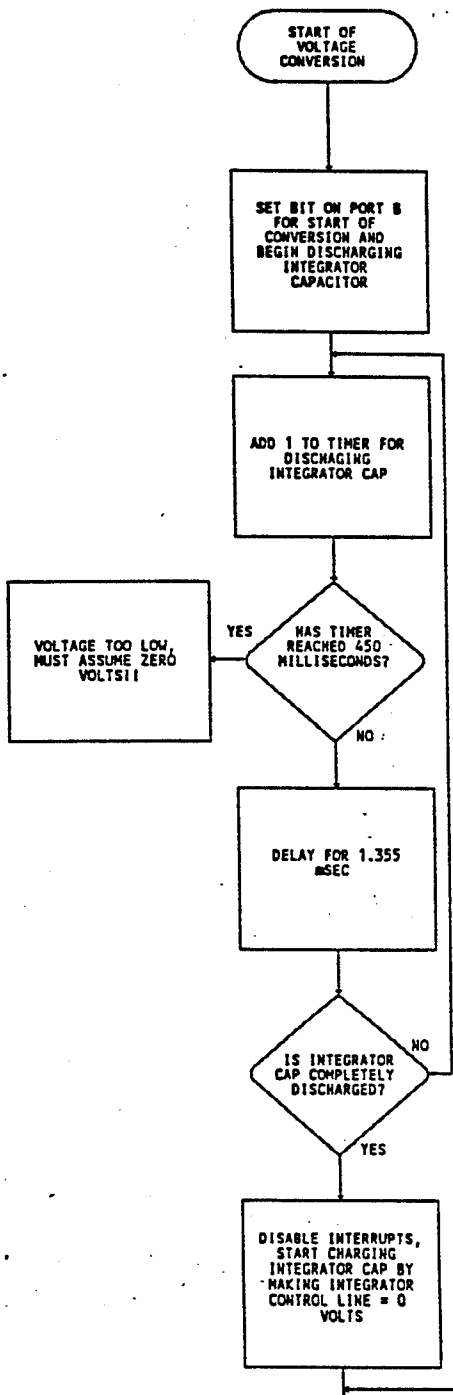 START OF
VOLTAGE
CONVERSION
SET BIT ON PORT B
FOR START OF
CONVERSION AND
BEGIN DISCHARGING
INTEGRATOR
CAPACITOR
ADD 1 TO TIMER FOR
DISCHAGING
INTEGRATOR CAP
YES
HAS TIMER
REACHED 450
MILLISECONDS?
VOLTAGE TOO LOW,
MUST ASSUME ZERO
VOLTS!!
NO
DELAY FOR 1.355
mSEC
NO
IS INTEGRATOR
CAP COMPLETELY
DISCHARGED?
YES
DISABLE INTERRUPTS,
START CHARGING
INTEGRATOR CAP BY
MAKING INTEGRATOR
CONTROL LINE = 0
VOLTS